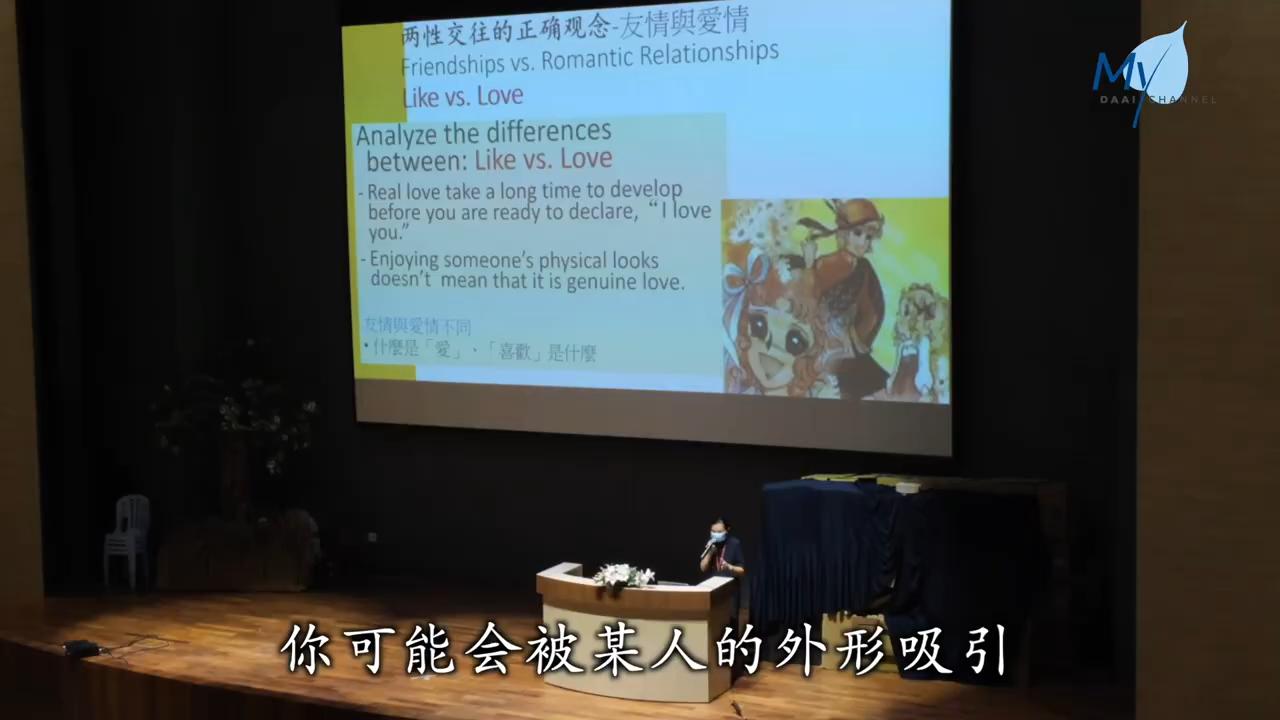 两性交往的正确观念-友情與愛情
Friendships vs. Romantic Relationships
Like vs. Love
Analyze the differences
between: Like vs. Love
- Real love take a long time to develop
before you are ready to declare, “I love
you.”
- Enjoying someone’s physical looks
doesn’t mean that it is genuine love.
友情與愛情不同
• 什麼是「愛」、「喜歡」是什麼
My
DAAI CHANNEL
你可能会被某人的外形吸引